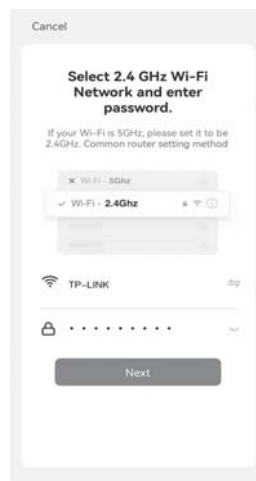 Cancel
Select 2.4 GHz Wi-Fi
Network and enter
password.
If your Wi-Fi is 5GHz, please set it to be
2.4GHz. Common router setting method
Wi-Fi - 5Ghz
Wi-Fi - 2.4Ghz
TP-LINK
Next